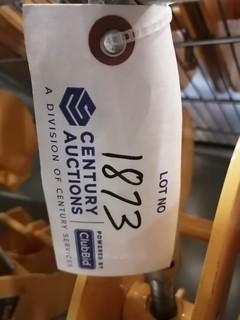 LOT NO
1873
CENTURY
AUCTIONS
A DIVISION OF CENTURY SERVICES
POWERED BY
ClubBid